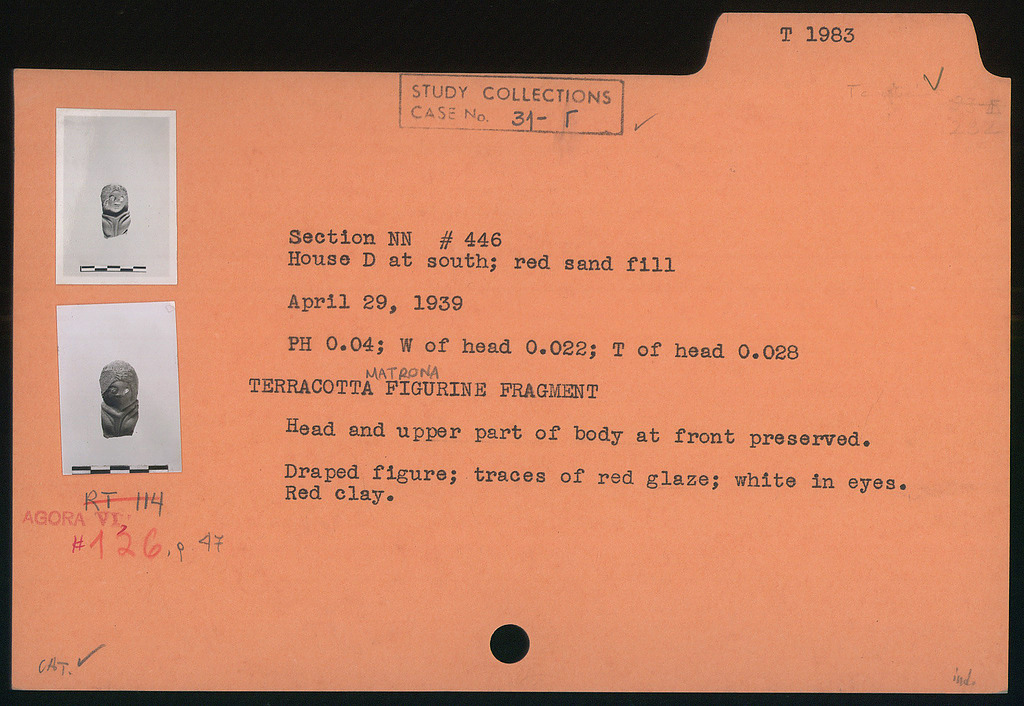 T 1983
STUDY COLLECTIONS
CASE No. 31-
Section NN # 446
House D at south; red sand fill
April 29, 1939
PH 0.04; W of head 0.022; T of head 0.028
MATRONA
TERRACOTTA FIGURINE FRAGMENT
Head and upper part of body at front preserved.
Draped figure; traces of red glaze; white in eyes.
Red clay.
RT 114
AGORA VI,
#126, p 47
CAT. ✓
ind.